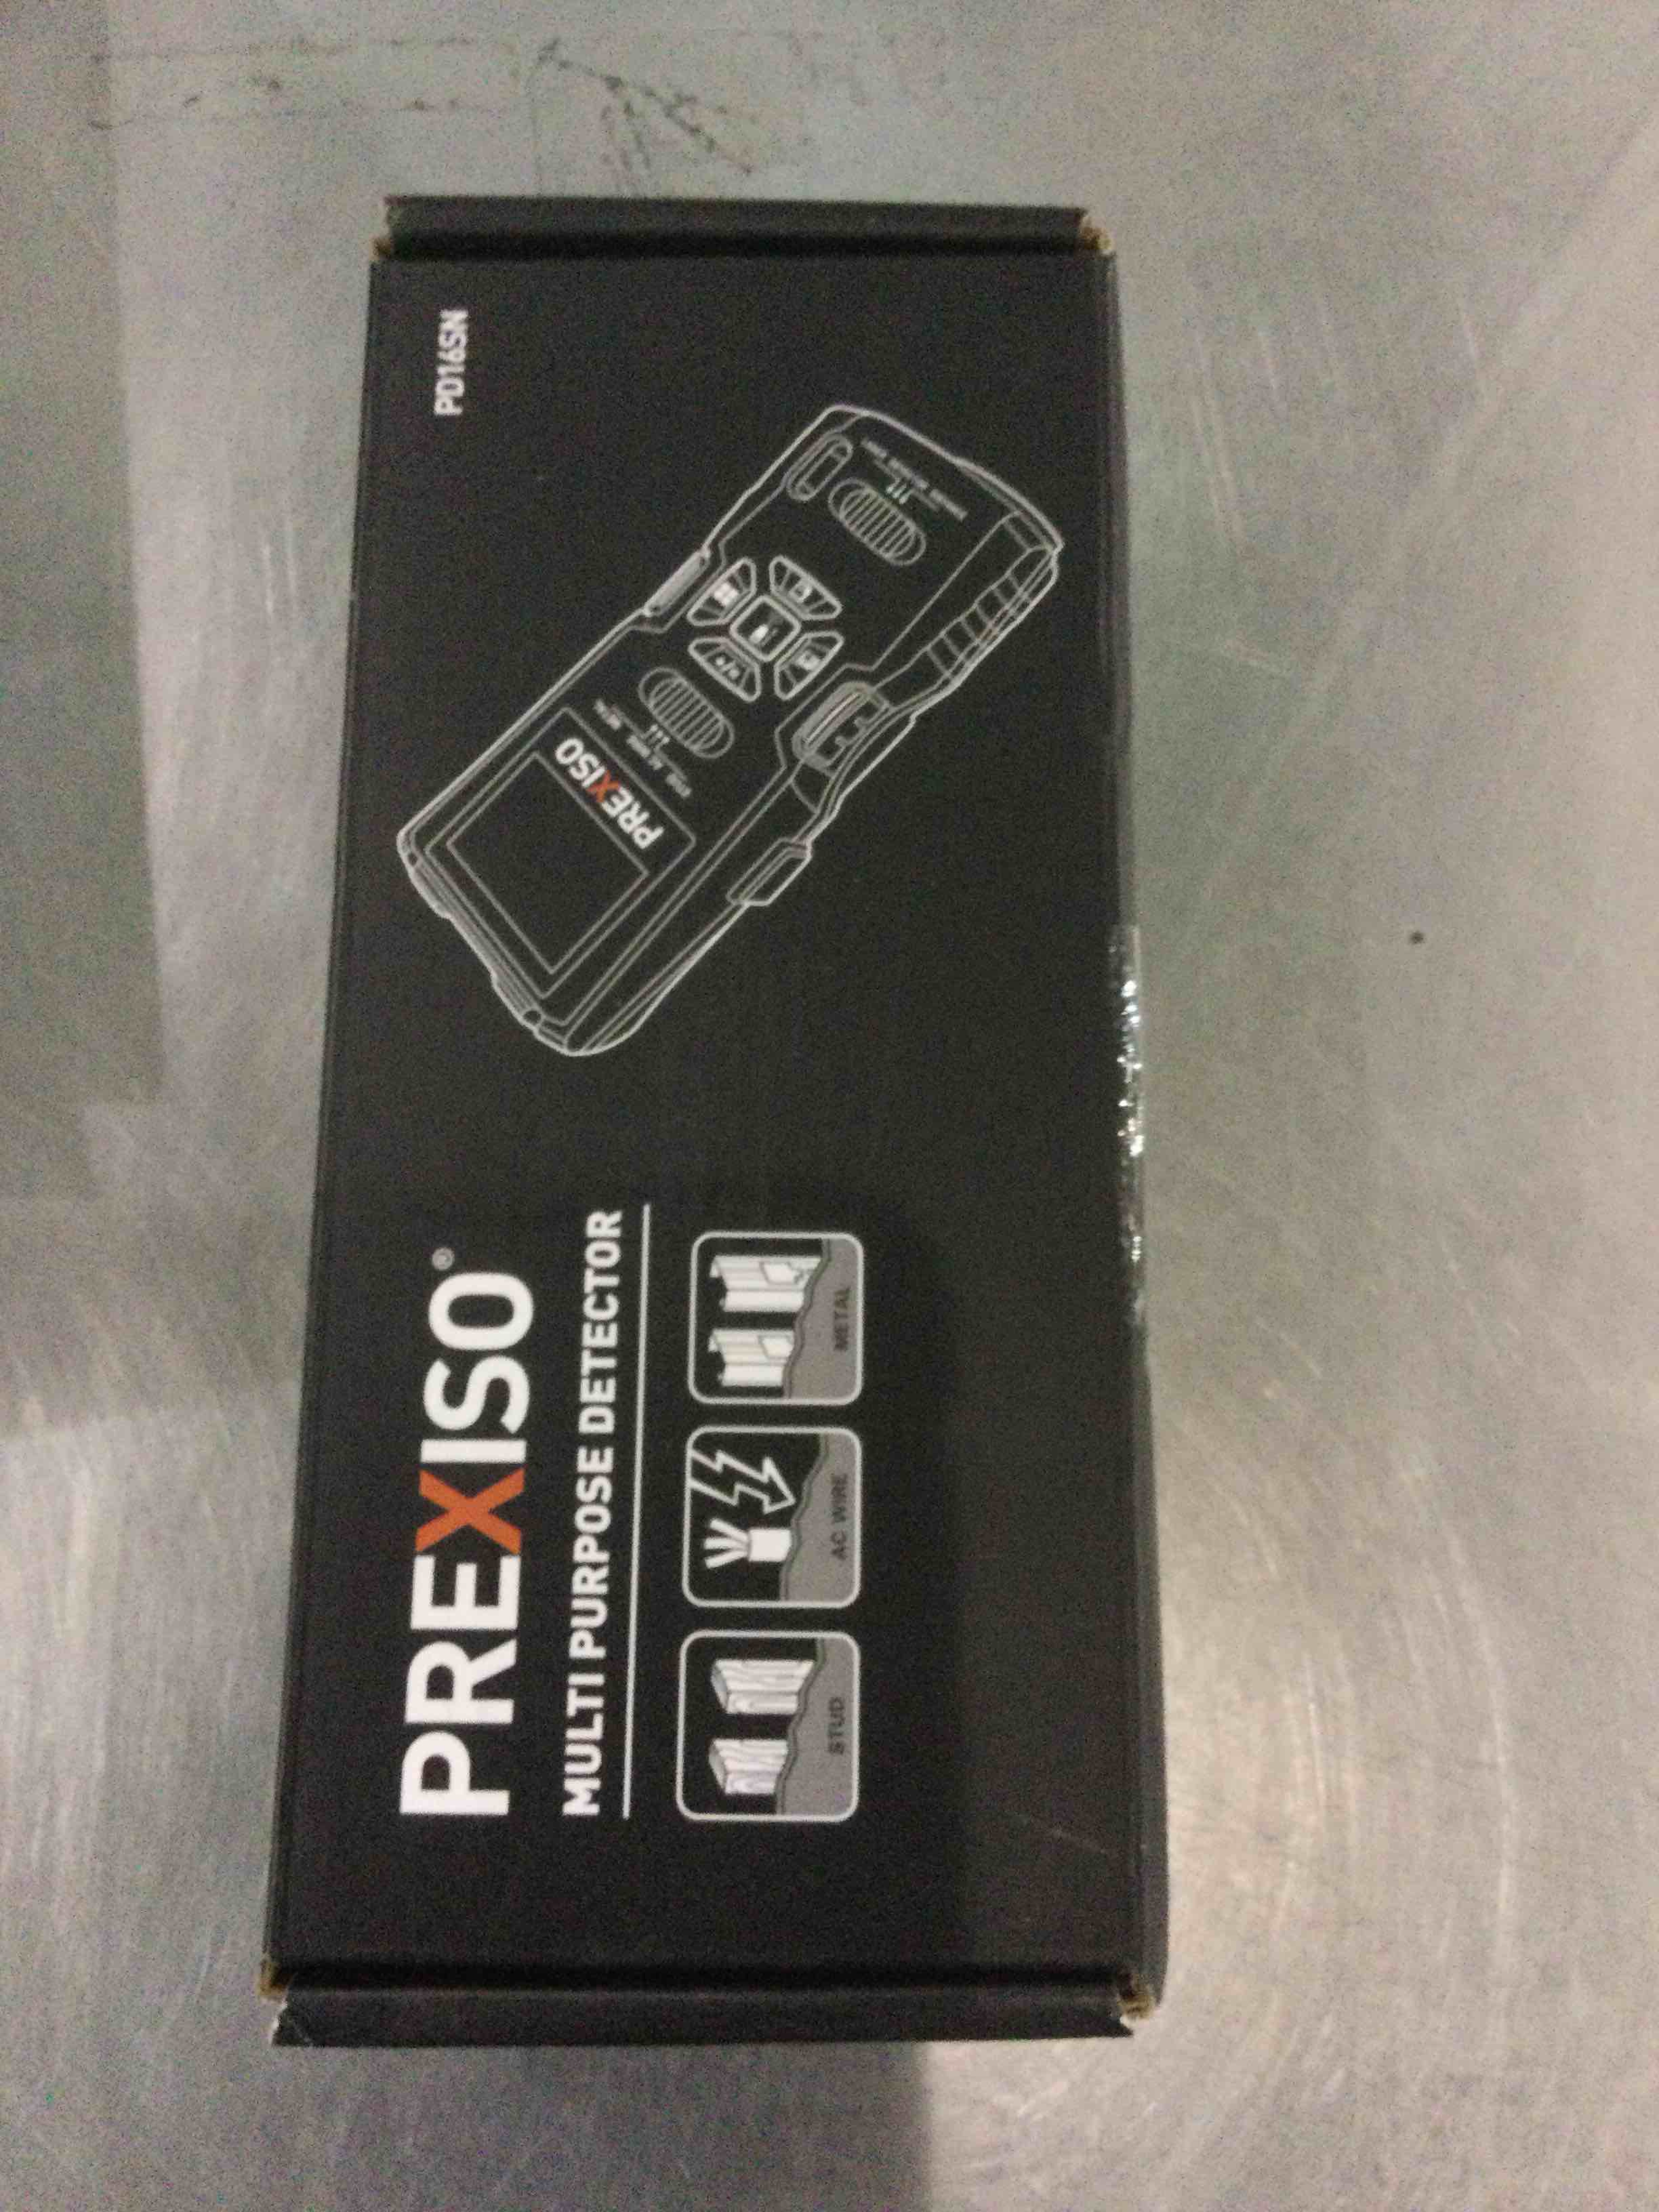 PREXISO®
MULTI PURPOSE DETECTOR
STUD
AC WIRE
METAL
PD16SN
PREXISO